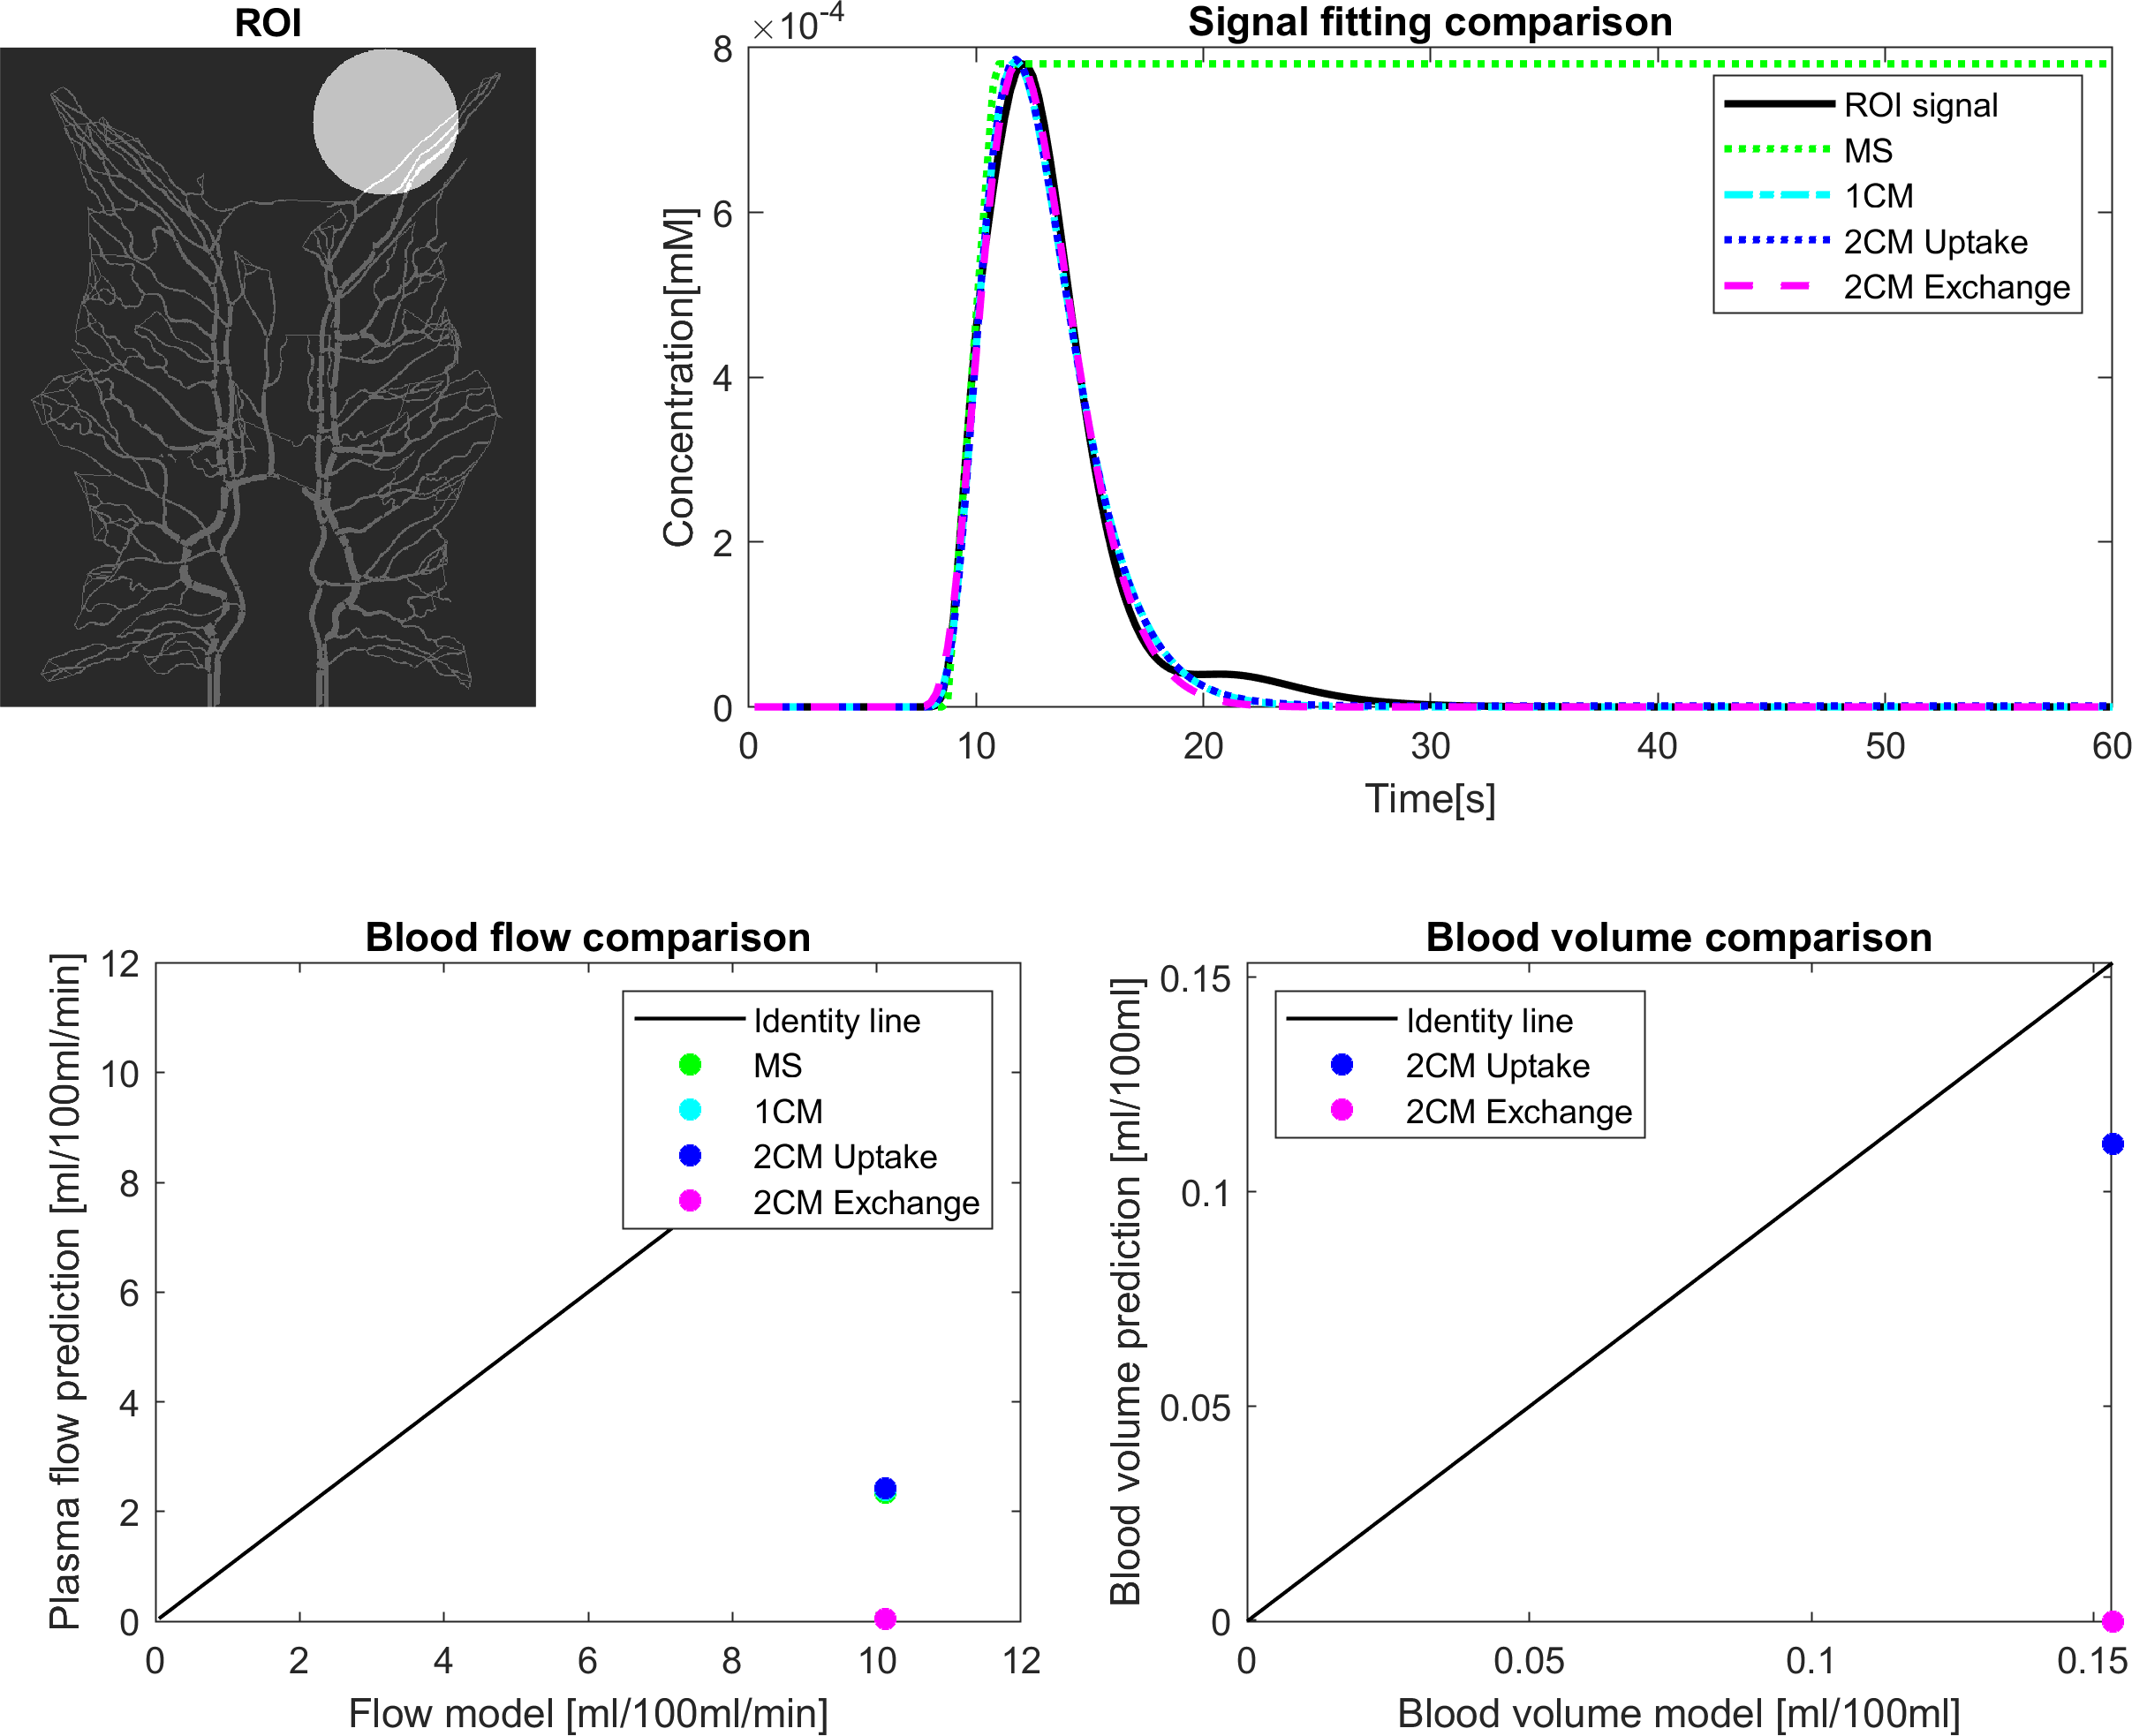 ROI
Signal fitting comparison
×10-4
8
6
4
2
0
Concentration[mM]
0 10 20 30 40 50 60
Time[s]
ROI signal
MS
1CM
2CM Uptake
2CM Exchange
Blood flow comparison
12
10
8
6
4
2
0
Plasma flow prediction [ml/100ml/min]
0 2 4 6 8 10 12
Flow model [ml/100ml/min]
Identity line
MS
1CM
2CM Uptake
2CM Exchange
Blood volume comparison
0.15
0.1
0.05
0
Blood volume prediction [ml/100ml]
0 0.05 0.1 0.15
Blood volume model [ml/100ml]
Identity line
2CM Uptake
2CM Exchange